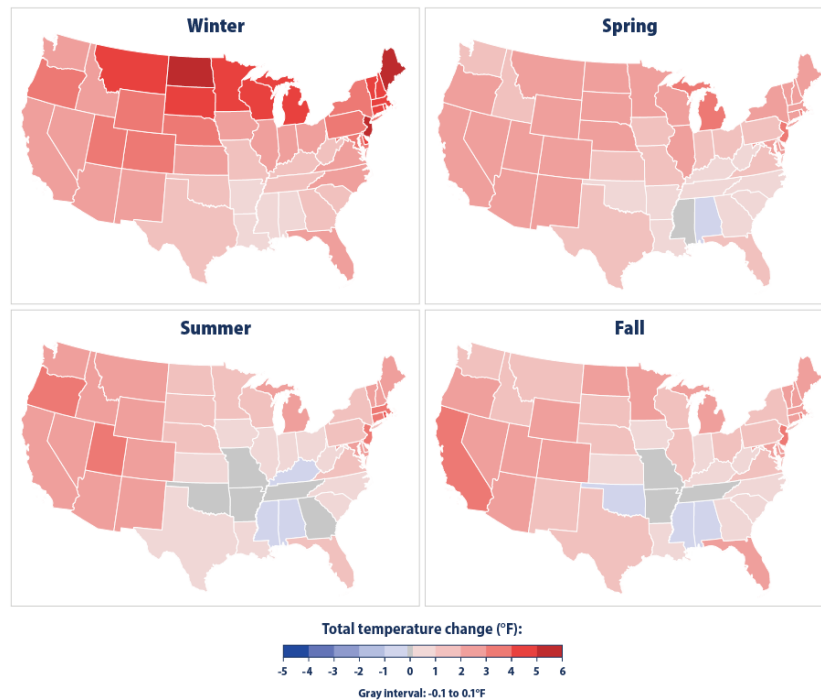 Winter
Spring
Summer
Fall
Total temperature change (°F):
-5 -4 -3 -2 -1 0 1 2 3 4 5 6
Gray interval: -0.1 to 0.1°F